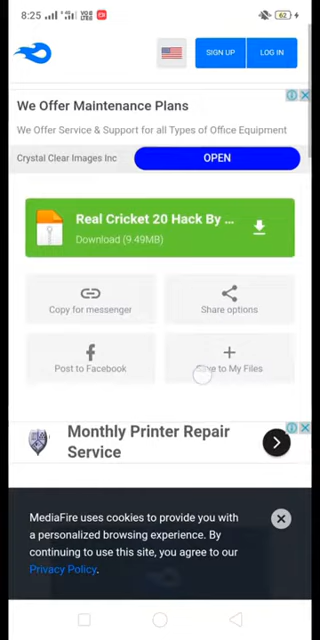 8:25
62
SIGN UP
LOG IN
We Offer Maintenance Plans
We Offer Service & Support for all Types of Office Equipment
Crystal Clear Images Inc
OPEN
Real Cricket 20 Hack By ...
Download (9.49MB)
Copy for messenger
Share options
Post to Facebook
Save to My Files
Monthly Printer Repair
Service
MediaFire uses cookies to provide you with
a personalized browsing experience. By
continuing to use this site, you agree to our
Privacy Policy.